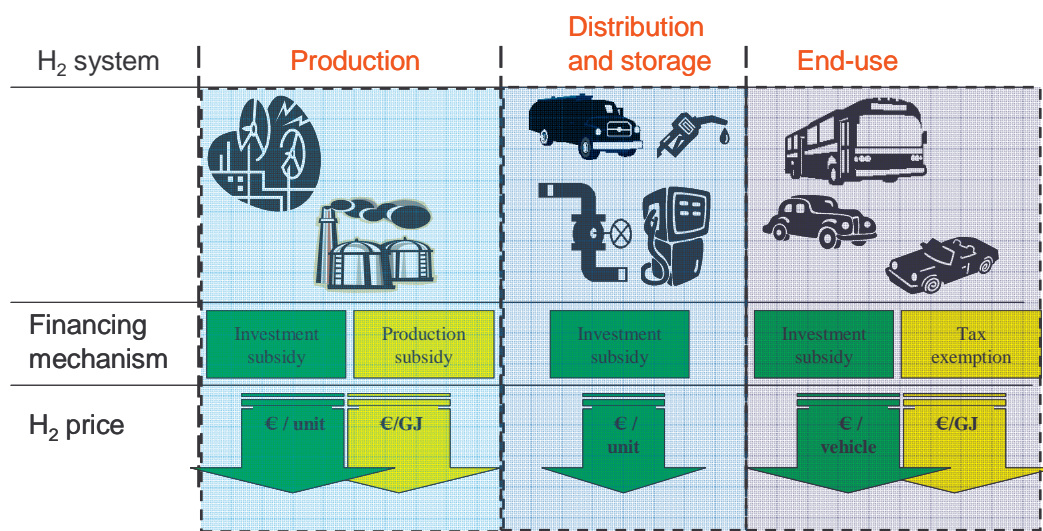 H₂ system
Production
Distribution
and storage
End-use
Financing
mechanism
Investment
subsidy
Production
subsidy
Investment
subsidy
Investment
subsidy
Tax
exemption
H₂ price
€ / unit
€/GJ
€ /
unit
€ /
vehicle
€/GJ